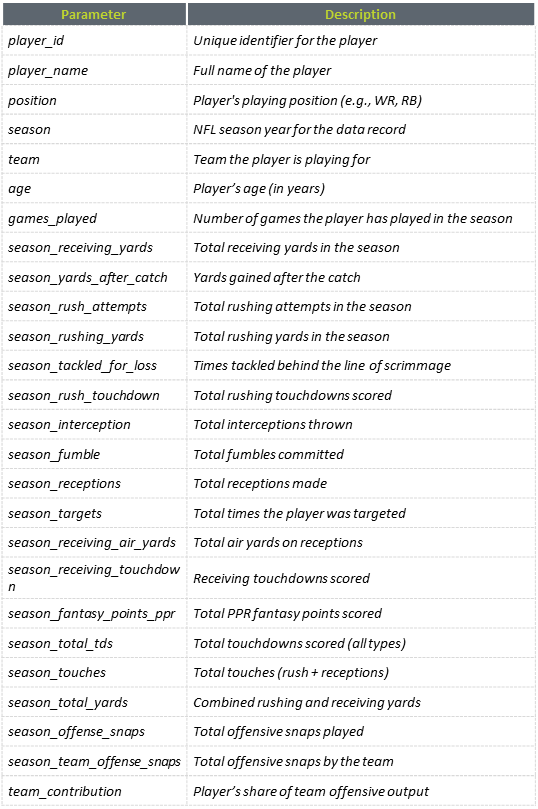 Parameter Description
player_id Unique identifier for the player
player_name Full name of the player
position Player's playing position (e.g., WR, RB)
season NFL season year for the data record
team Team the player is playing for
age Player’s age (in years)
games_played Number of games the player has played in the season
season_receiving_yards Total receiving yards in the season
season_yards_after_catch Yards gained after the catch
season_rush_attempts Total rushing attempts in the season
season_rushing_yards Total rushing yards in the season
season_tackled_for_loss Times tackled behind the line of scrimmage
season_rush_touchdown Total rushing touchdowns scored
season_interception Total interceptions thrown
season_fumble Total fumbles committed
season_receptions Total receptions made
season_targets Total times the player was targeted
season_receiving_air_yards Total air yards on receptions
season_receiving_touchdow
n Receiving touchdowns scored
season_fantasy_points_ppr Total PPR fantasy points scored
season_total_tds Total touchdowns scored (all types)
season_touches Total touches (rush + receptions)
season_total_yards Combined rushing and receiving yards
season_offense_snaps Total offensive snaps played
season_team_offense_snaps Total offensive snaps by the team
team_contribution Player’s share of team offensive output